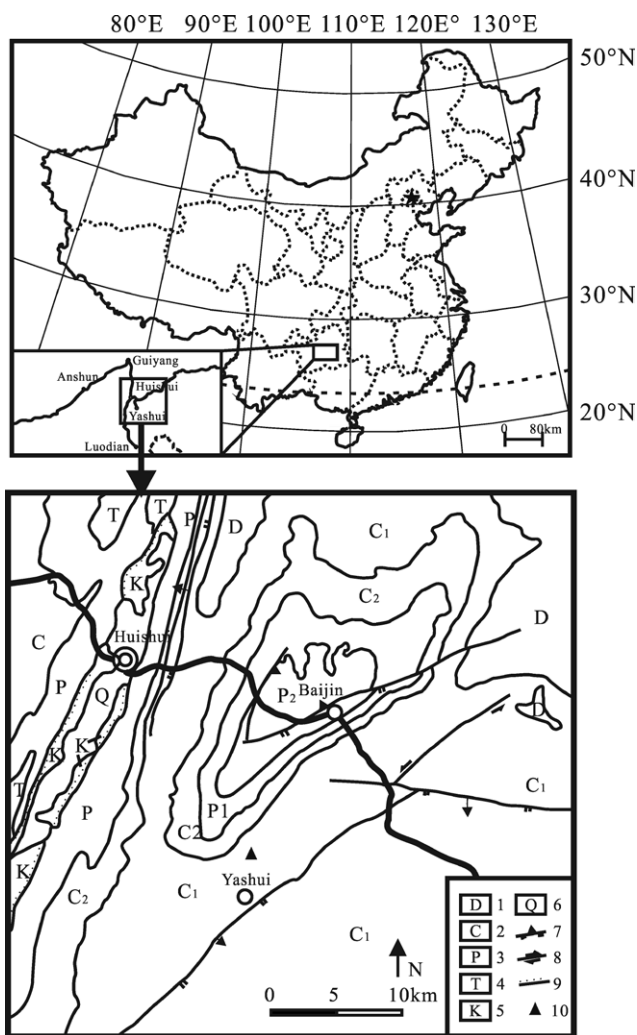 80°E 90°E 100°E 110°E 120°E° 130°E
50°N
40°N
30°N
20°N
Guiyang
Anshun
Huishui
Yashui
Luodian
0 80km
T T P D C1
K C2
Huishui D
C
P Q P2 Baijin
K K D
T C1
P P1
C2
K
C2 C1 Yashui
C1
N
0 5 10km
D 1 Q 6
C 2 7
P 3 8
T 4 9
K 5 10